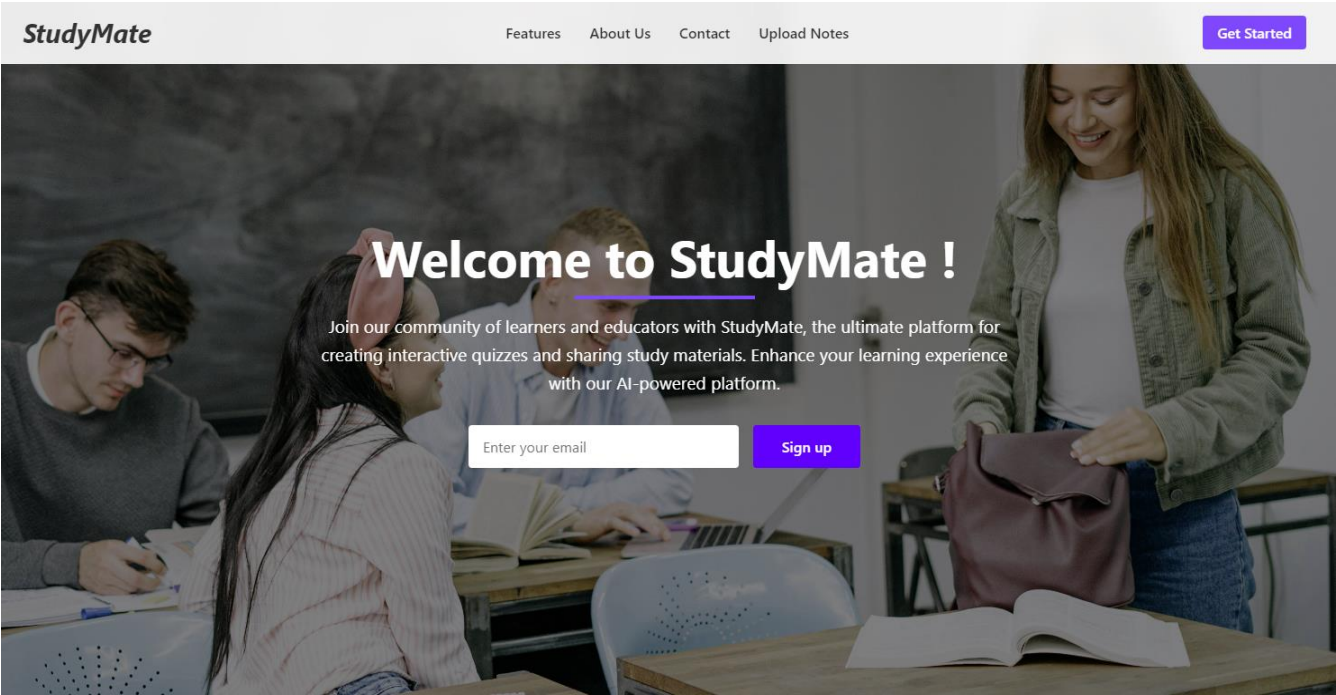 StudyMate
Features
About Us
Contact
Upload Notes
Get Started
Welcome to StudyMate !
Join our community of learners and educators with StudyMate, the ultimate platform for
creating interactive quizzes and sharing study materials. Enhance your learning experience
with our AI-powered platform.
Enter your email
Sign up